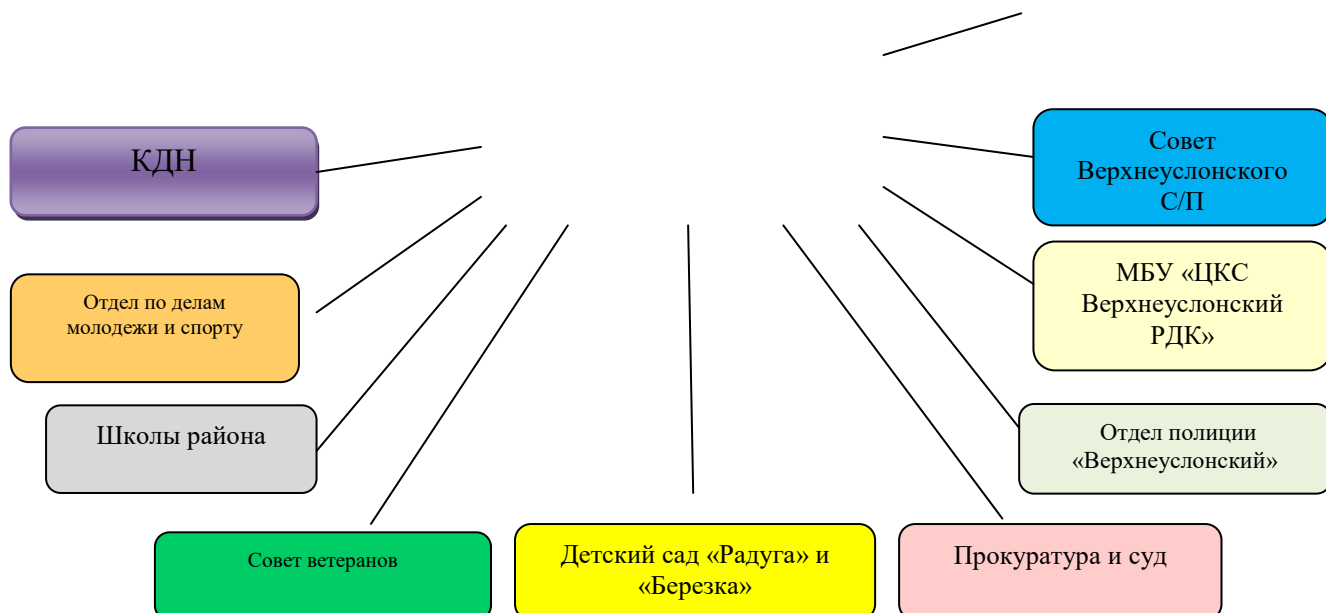 КДН
Совет
Верхнеуслонского
С/П
Отдел по делам
молодежи и спорту
МБУ «ЦКС
Верхнеуслонский
РДК»
Школы района
Отдел полиции
«Верхнеуслонский»
Совет ветеранов
Детский сад «Радуга» и
«Березка»
Прокуратура и суд